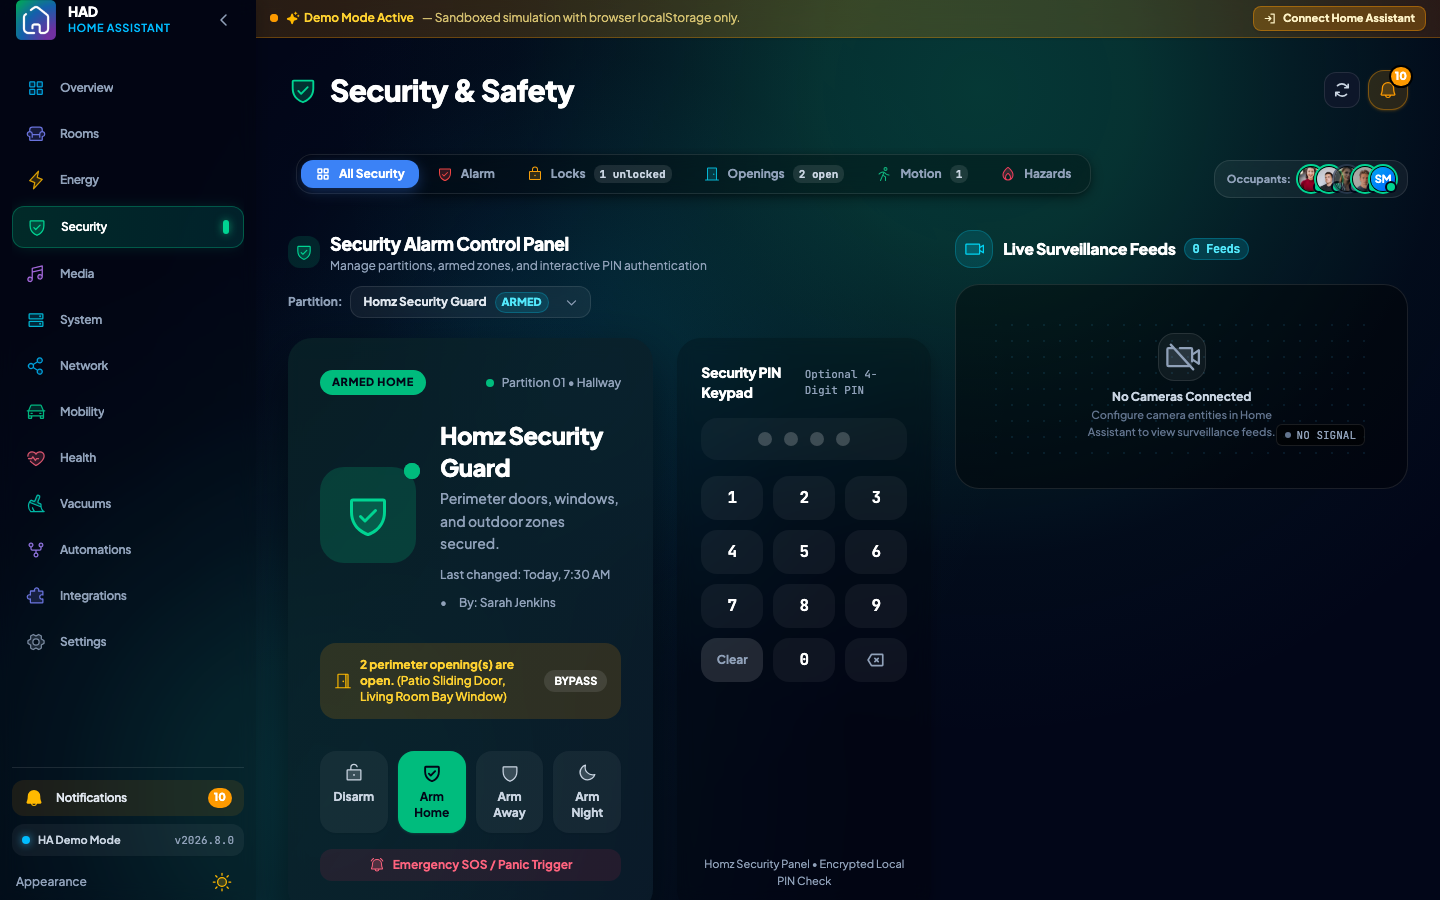 HAD
HOME ASSISTANT
Demo Mode Active — Sandboxed simulation with browser localStorage only.
Connect Home Assistant
Overview
Rooms
Energy
Security
Media
System
Network
Mobility
Health
Vacuums
Automations
Integrations
Settings
Notifications 10
HA Demo Mode v2026.8.0
Appearance
Security & Safety
10
All Security
Alarm
Locks 1 unlocked
Openings 2 open
Motion 1
Hazards
Occupants: SM
Security Alarm Control Panel
Manage partitions, armed zones, and interactive PIN authentication
Partition: Homz Security Guard ARMED
ARMED HOME
Partition 01 • Hallway
Homz Security
Guard
Perimeter doors, windows,
and outdoor zones
secured.
Last changed: Today, 7:30 AM
• By: Sarah Jenkins
2 perimeter opening(s) are
open. (Patio Sliding Door,
Living Room Bay Window)
BYPASS
Disarm
Arm
Home
Arm
Away
Arm
Night
Emergency SOS / Panic Trigger
Security PIN
Keypad
Optional 4-
Digit PIN
1 2 3
4 5 6
7 8 9
Clear 0
Homz Security Panel • Encrypted Local
PIN Check
Live Surveillance Feeds 0 Feeds
No Cameras Connected
Configure camera entities in Home
Assistant to view surveillance feeds.
NO SIGNAL